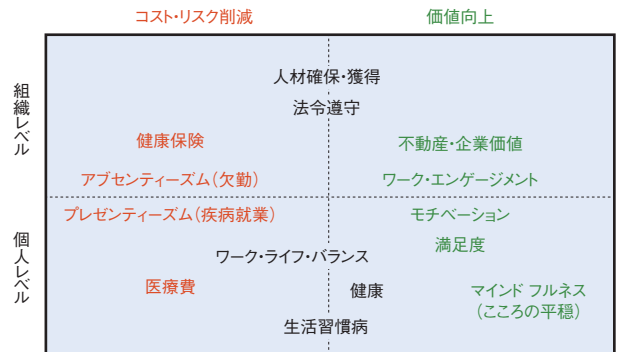 コスト・リスク削減
価値向上
組織レベル
人材確保・獲得
法令遵守
健康保険
不動産・企業価値
アブセンティーズム(欠勤)
ワーク・エンゲージメント
個人レベル
プレゼンティーズム(疾病就業)
モチベーション
満足度
ワーク・ライフ・バランス
医療費
健康
マインド フルネス
(こころの平穏)
生活習慣病